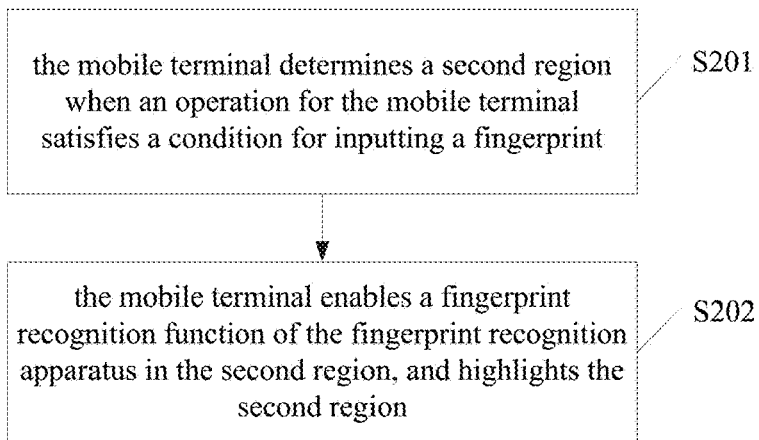 the mobile terminal determines a second region
when an operation for the mobile terminal
satisfies a condition for inputting a fingerprint
S201
the mobile terminal enables a fingerprint
recognition function of the fingerprint recognition
apparatus in the second region, and highlights the
second region
S202